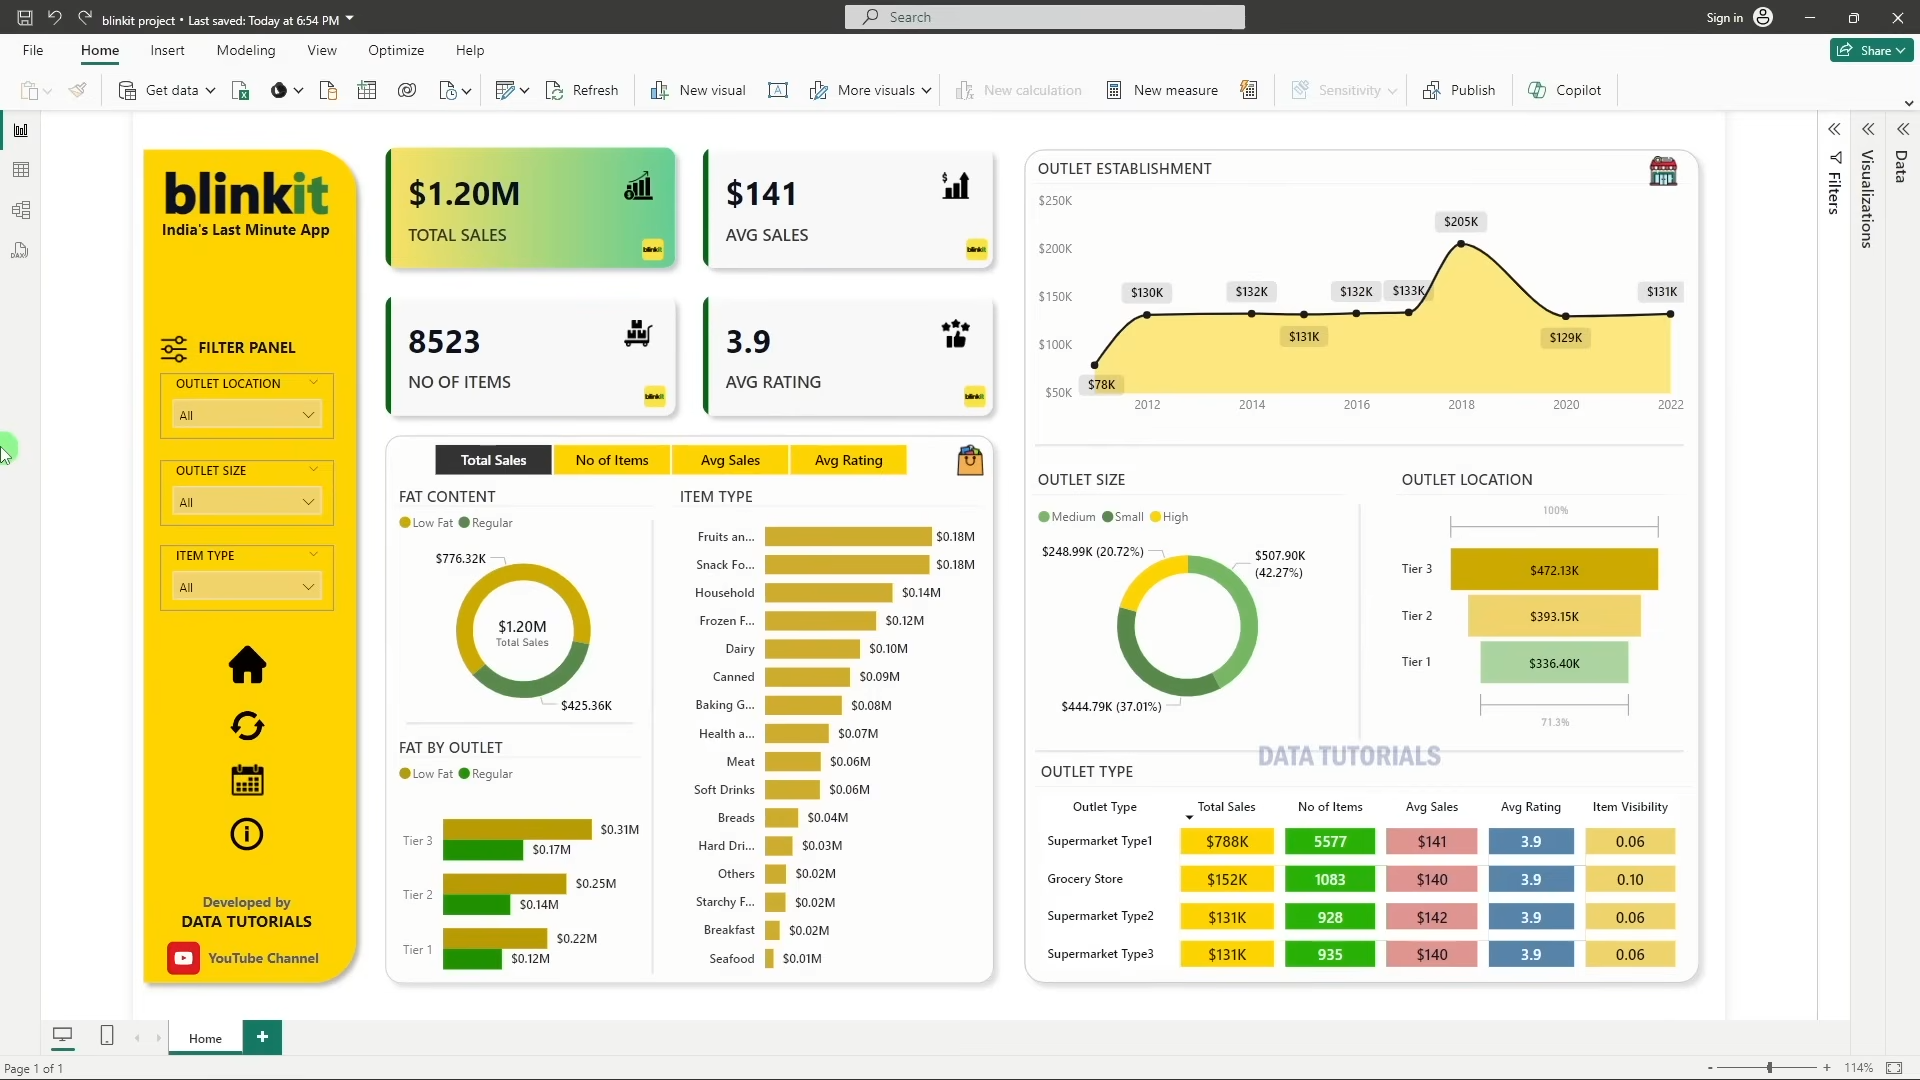 blinkit project • Last saved: Today at 6:54 PM
Search
Sign in
File
Home
Insert
Modeling
View
Optimize
Help
Share
Get data
Refresh
New visual
More visuals
New calculation
New measure
Sensitivity
Publish
Copilot
blinkit
India's Last Minute App
FILTER PANEL
OUTLET LOCATION
All
OUTLET SIZE
All
ITEM TYPE
All
Developed by
DATA TUTORIALS
YouTube Channel
$1.20M
TOTAL SALES
blinkit
$141
AVG SALES
blinkit
8523
NO OF ITEMS
blinkit
3.9
AVG RATING
blinkit
Total Sales
No of Items
Avg Sales
Avg Rating
FAT CONTENT
Low Fat
Regular
$776.32K
$1.20M
Total Sales
$425.36K
FAT BY OUTLET
Low Fat
Regular
Tier 3
$0.31M
$0.17M
Tier 2
$0.25M
$0.14M
Tier 1
$0.22M
$0.12M
ITEM TYPE
Fruits an... $0.18M
Snack Fo... $0.18M
Household $0.14M
Frozen F... $0.12M
Dairy $0.10M
Canned $0.09M
Baking G... $0.08M
Health a... $0.07M
Meat $0.06M
Soft Drinks $0.06M
Breads $0.04M
Hard Dri... $0.03M
Others $0.02M
Starchy F... $0.02M
Breakfast $0.02M
Seafood $0.01M
OUTLET ESTABLISHMENT
$250K
$200K
$150K
$100K
$50K
$78K
$130K
$132K
$131K
$132K
$133K
$205K
$129K
$131K
2012
2014
2016
2018
2020
2022
OUTLET SIZE
Medium
Small
High
$248.99K (20.72%)
$507.90K
(42.27%)
$444.79K (37.01%)
OUTLET LOCATION
100%
Tier 3 $472.13K
Tier 2 $393.15K
Tier 1 $336.40K
71.3%
DATA TUTORIALS
OUTLET TYPE
Outlet Type Total Sales No of Items Avg Sales Avg Rating Item Visibility
Supermarket Type1 $788K 5577 $141 3.9 0.06
Grocery Store $152K 1083 $140 3.9 0.10
Supermarket Type2 $131K 928 $142 3.9 0.06
Supermarket Type3 $131K 935 $140 3.9 0.06
Filters
Visualizations
Data
DAX
Home
Page 1 of 1
114%